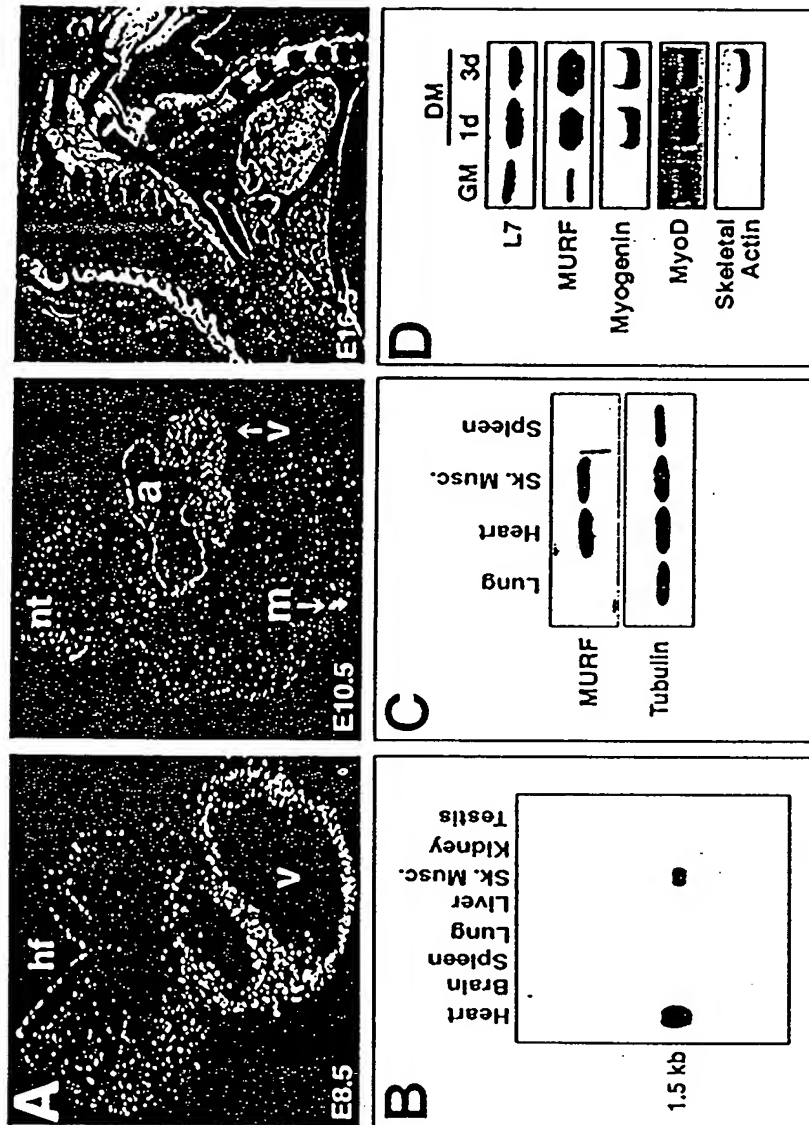 A
hf
v
E8.5
nt
a
v
m
E10.5
E16.5
B
Heart
Brain
Spleen
Lung
Liver
Sk. Musc.
Kidney
Testis
1.5 kb
C
Lung
Heart
Sk. Musc.
Spleen
MURF
Tubulin
D
DM
GM 1d 3d
L7
MURF
Myogenin
MyoD
Skeletal
Actin